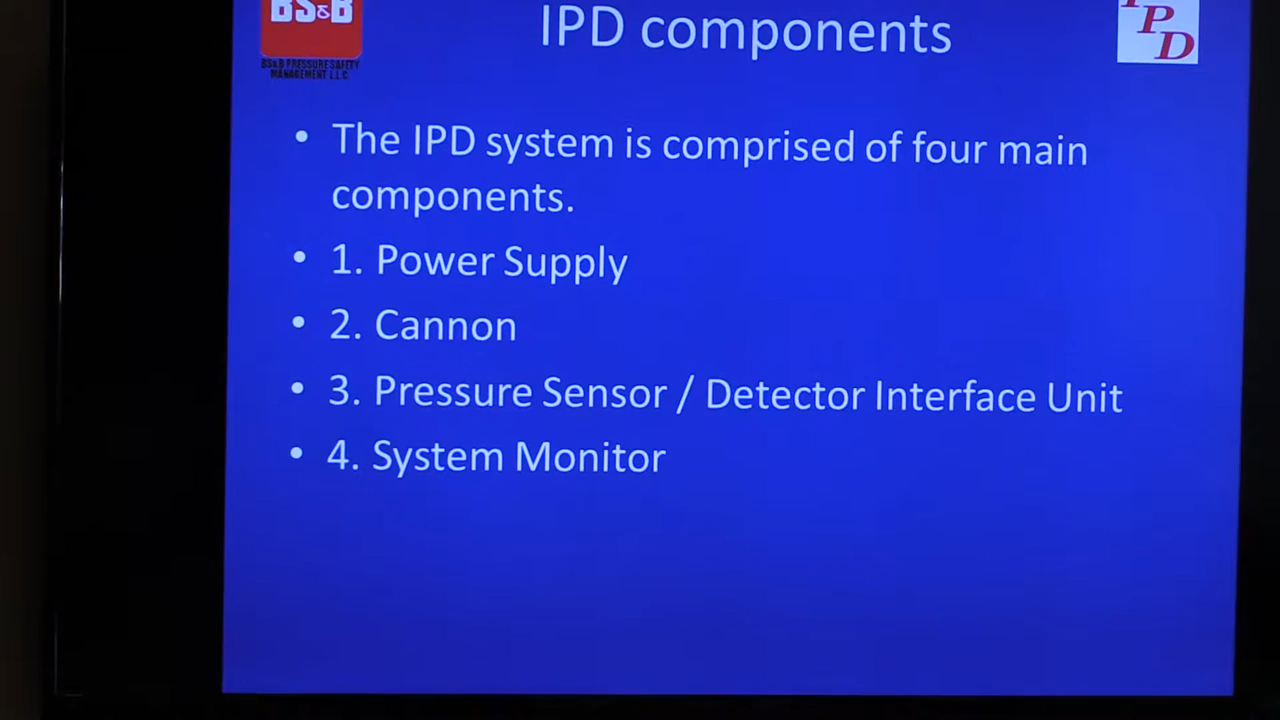 BS&B
BS&B PRESSURE SAFETY
MANAGEMENT L.L.C.
IPD components
IPD
• The IPD system is comprised of four main
components.
• 1. Power Supply
• 2. Cannon
• 3. Pressure Sensor / Detector Interface Unit
• 4. System Monitor